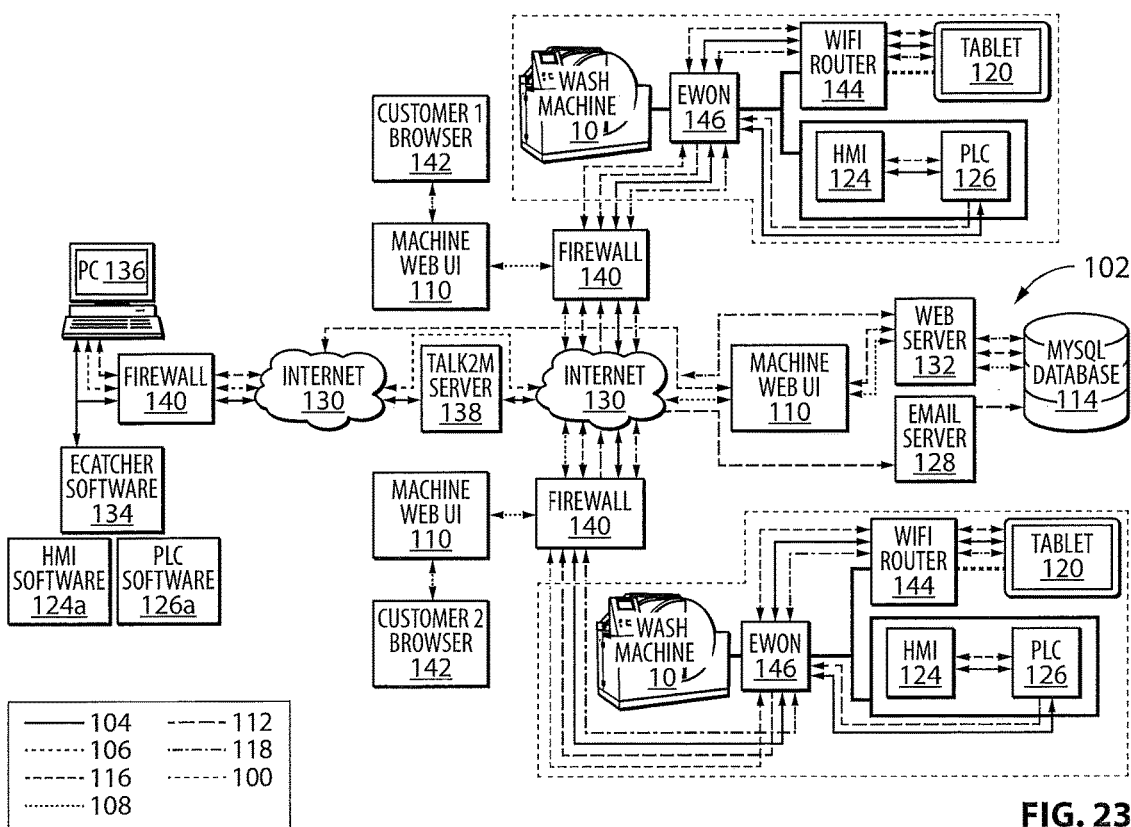 WASH
MACHINE
10
EWON
146
WIFI
ROUTER
144
TABLET
120
HMI
124
PLC
126
CUSTOMER 1
BROWSER
142
MACHINE
WEB UI
110
FIREWALL
140
102
PC 136
FIREWALL
140
INTERNET
130
TALK2M
SERVER
138
INTERNET
130
MACHINE
WEB UI
110
WEB
SERVER
132
MYSQL
DATABASE
114
EMAIL
SERVER
128
ECATCHER
SOFTWARE
134
HMI
SOFTWARE
124a
PLC
SOFTWARE
126a
MACHINE
WEB UI
110
FIREWALL
140
CUSTOMER 2
BROWSER
142
WASH
MACHINE
10
EWON
146
WIFI
ROUTER
144
TABLET
120
HMI
124
PLC
126
104
106
116
108
112
118
100
FIG. 23